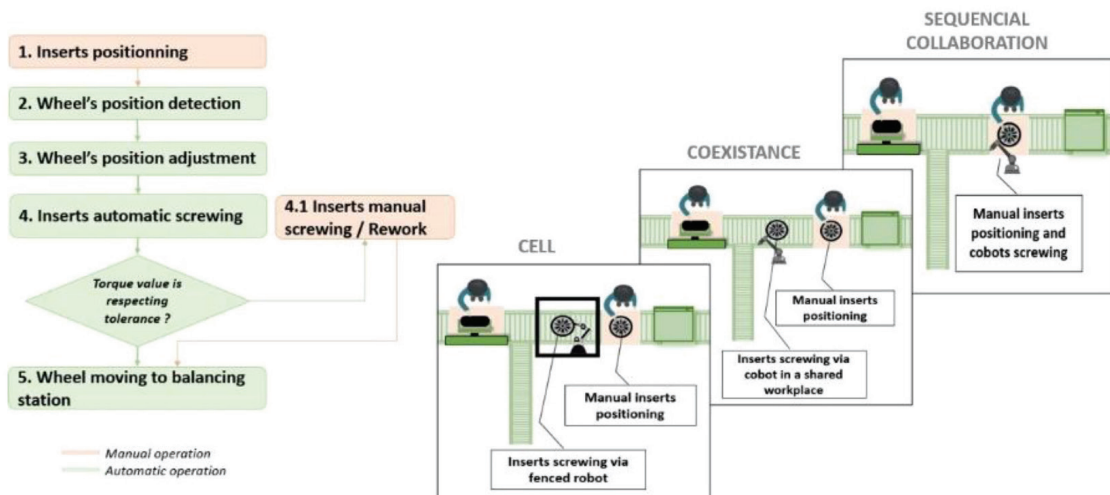 1. Inserts positionning
2. Wheel's position detection
3. Wheel's position adjustment
4. Inserts automatic screwing
4.1 Inserts manual
screwing / Rework
Torque value is
respecting
tolerance ?
5. Wheel moving to balancing
station
Manual operation
Automatic operation
CELL
Manual inserts
positioning
Inserts screwing via
fenced robot
COEXISTANCE
Manual inserts
positioning
Inserts screwing via
cobot in a shared
workplace
SEQUENCIAL
COLLABORATION
Manual inserts
positioning and
cobots screwing